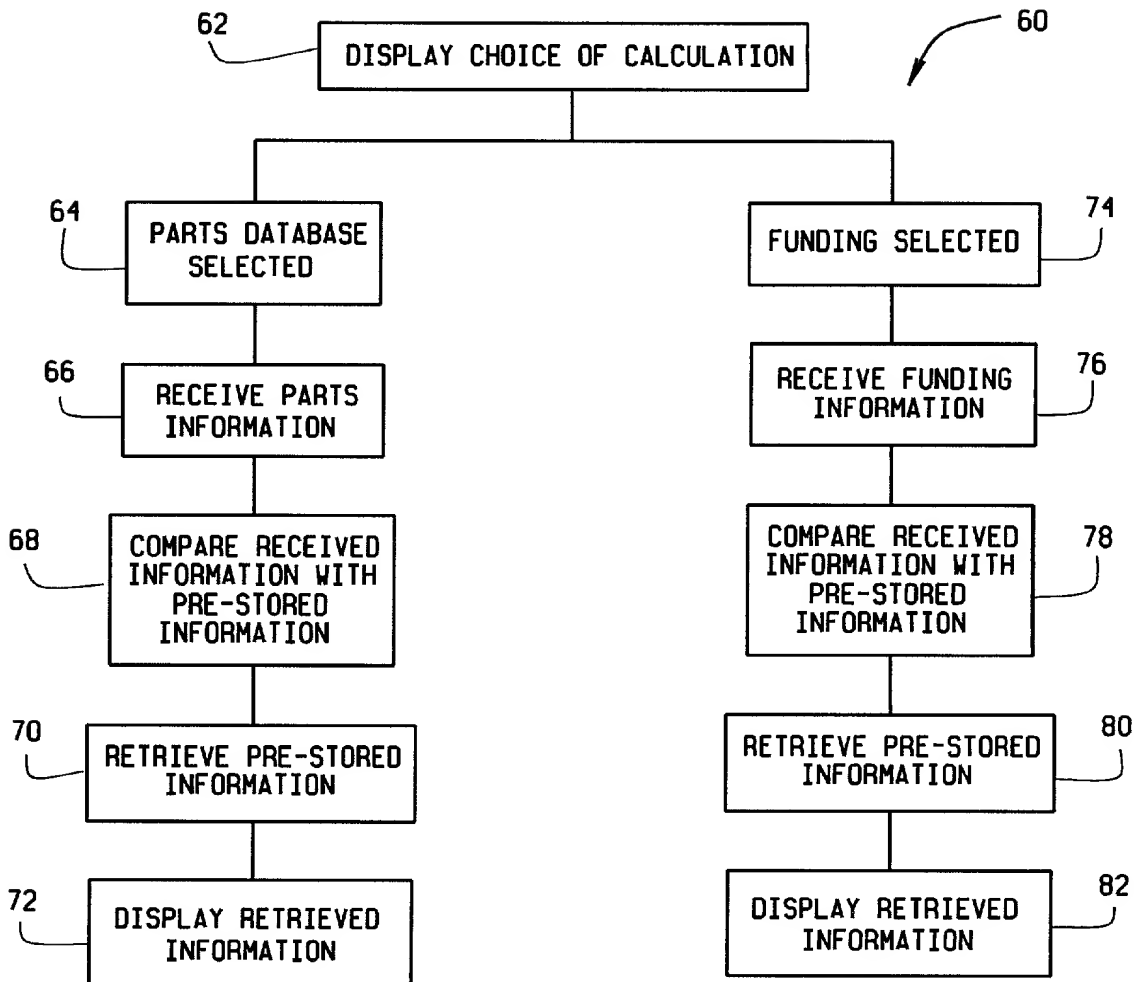 62
DISPLAY CHOICE OF CALCULATION
60
64
PARTS DATABASE
SELECTED
74
FUNDING SELECTED
66
RECEIVE PARTS
INFORMATION
76
RECEIVE FUNDING
INFORMATION
68
COMPARE RECEIVED
INFORMATION WITH
PRE-STORED
INFORMATION
78
COMPARE RECEIVED
INFORMATION WITH
PRE-STORED
INFORMATION
70
RETRIEVE PRE-STORED
INFORMATION
80
RETRIEVE PRE-STORED
INFORMATION
72
DISPLAY RETRIEVED
INFORMATION
82
DISPLAY RETRIEVED
INFORMATION